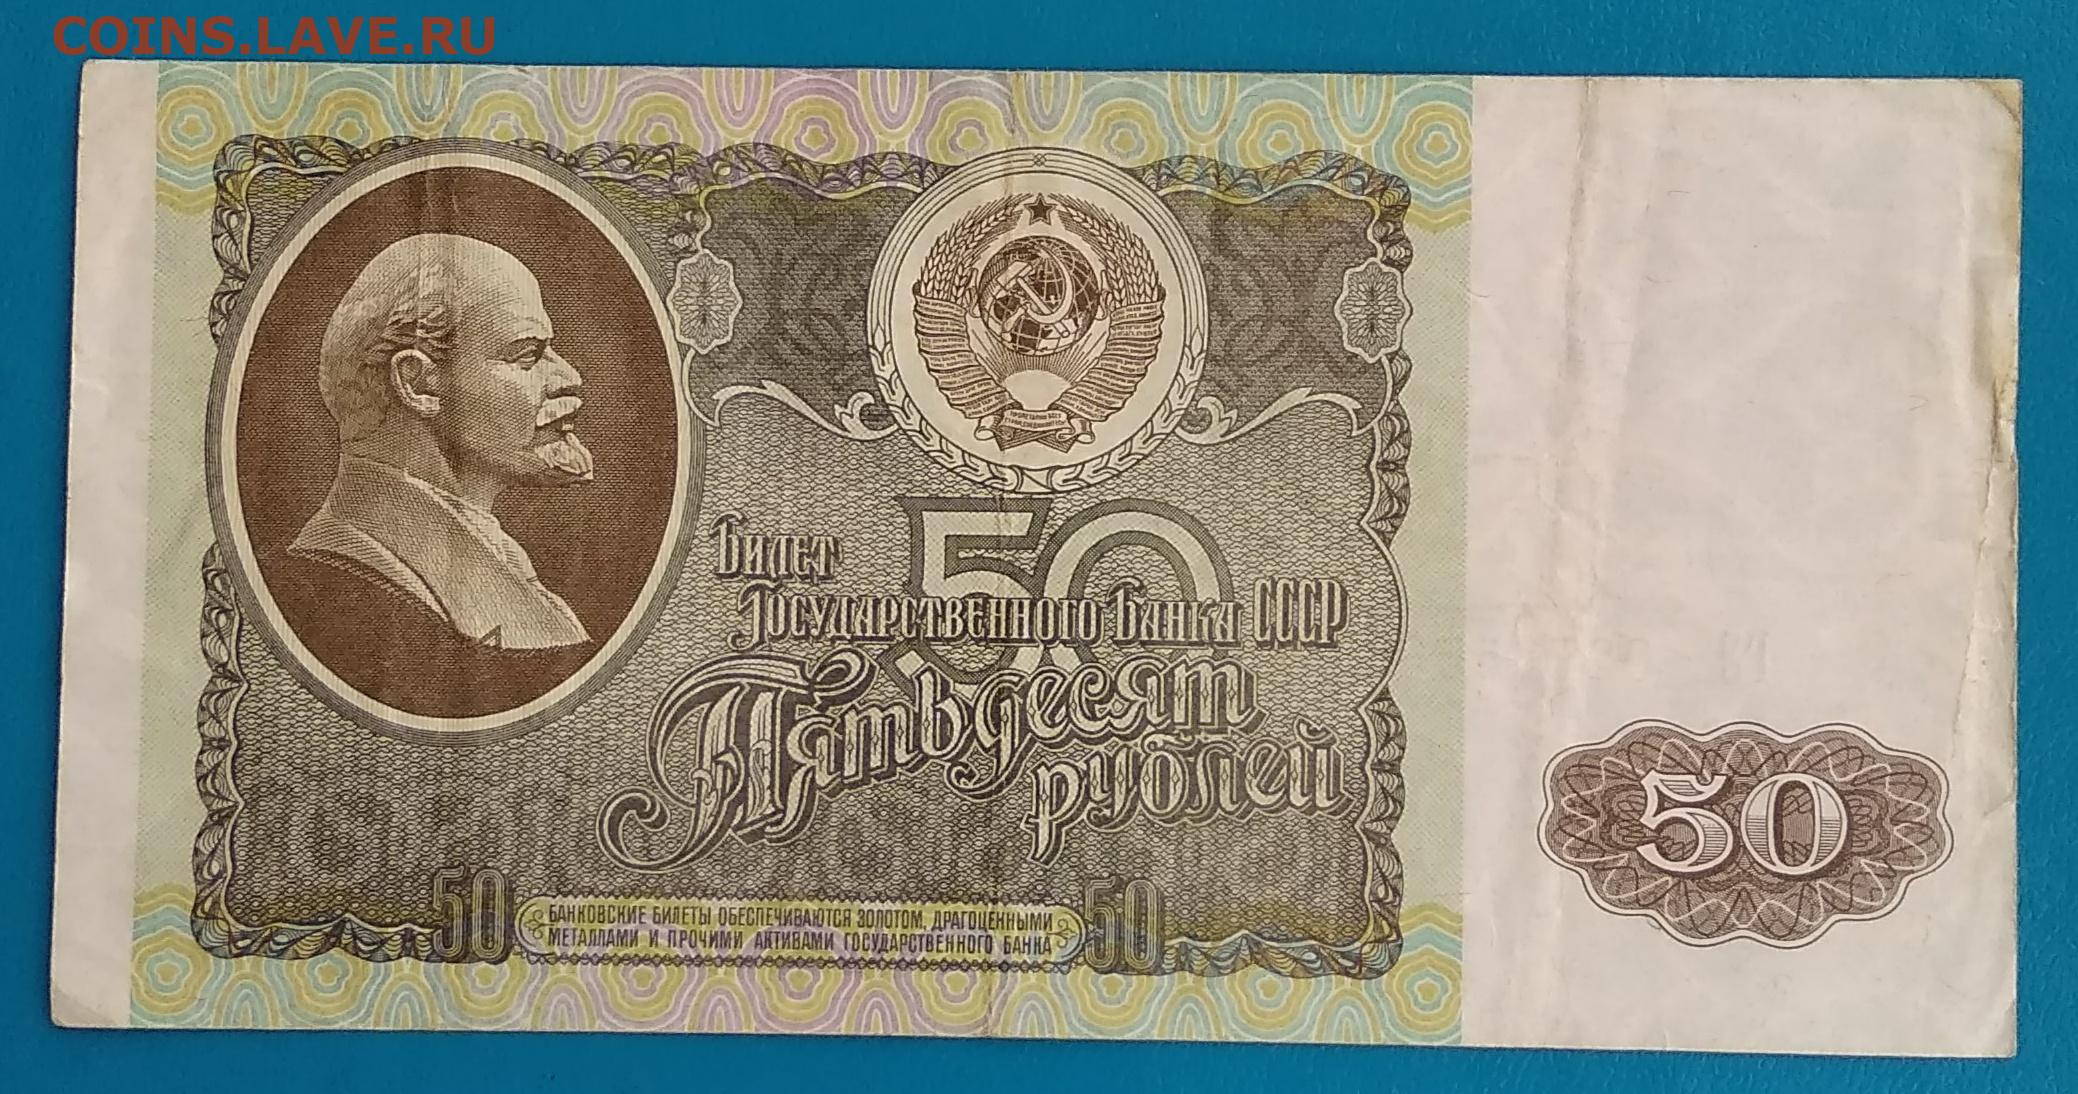 COINS.LAVE.RU
Билет
Государственного Банка СССР
50
Пятьдесят
рублей
50
50
БАНКОВСКИЕ БИЛЕТЫ ОБЕСПЕЧИВАЮТСЯ ЗОЛОТОМ, ДРАГОЦЕННЫМИ
МЕТАЛЛАМИ И ПРОЧИМИ АКТИВАМИ ГОСУДАРСТВЕННОГО БАНКА
50